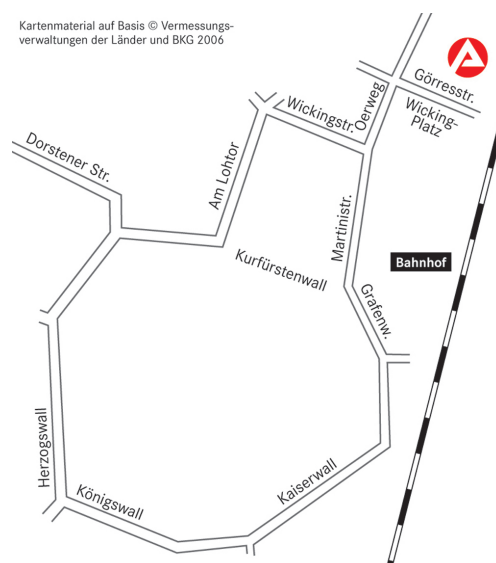 Kartenmaterial auf Basis © Vermessungs-
verwaltungen der Länder und BKG 2006
Görresstr.
Wicking-
Platz
Oerweg
Wickingstr.
Dorstener Str.
Am Lohtor
Martinistr.
Kurfürstenwall
Bahnhof
Grafenw.
Herzogswall
Königswall
Kaiserwall